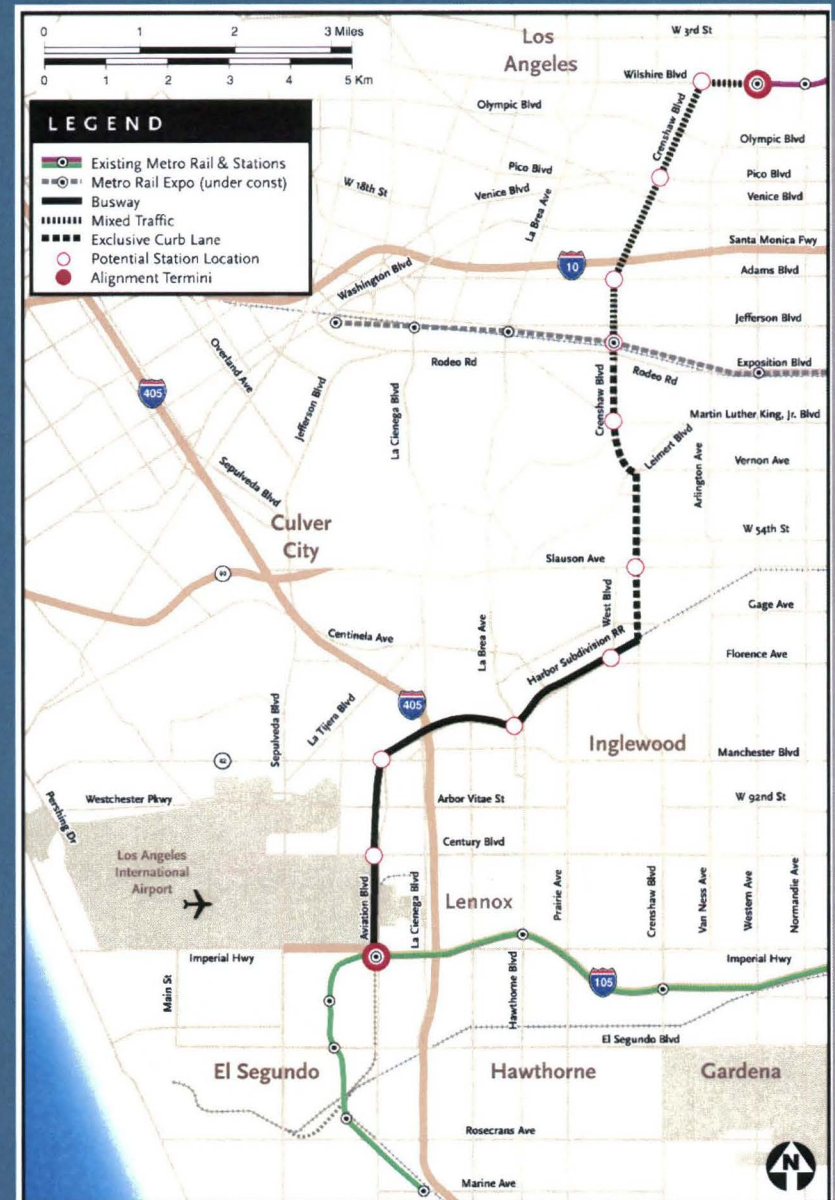 0 1 2 3 Miles
0 1 2 3 4 5 Km
LEGEND
Existing Metro Rail & Stations
Metro Rail Expo (under const)
Busway
Mixed Traffic
Exclusive Curb Lane
Potential Station Location
Alignment Termini
Los
Angeles
W 3rd St
Wilshire Blvd
Olympic Blvd
Crenshaw Blvd
Olympic Blvd
Pico Blvd
Pico Blvd
W 18th St
Venice Blvd
Venice Blvd
La Brea Ave
Santa Monica Fwy
10
Adams Blvd
Washington Blvd
Jefferson Blvd
Overland Ave
Rodeo Rd
Exposition Blvd
Rodeo Rd
405
Jefferson Blvd
La Cienega Blvd
Crenshaw Blvd
Martin Luther King, Jr. Blvd
Leimert Blvd
Arlington Ave
Vernon Ave
Sepulveda Blvd
Culver
City
W 54th St
Slauson Ave
90
West Blvd
Gage Ave
Centinela Ave
La Brea Ave
Harbor Subdivision RR
Florence Ave
405
Sepulveda Blvd
La Tijera Blvd
Inglewood
42
Manchester Blvd
Pershing Dr
Westchester Pkwy
Arbor Vitae St
W 92nd St
Los Angeles
International
Airport
Century Blvd
Aviation Blvd
La Cienega Blvd
Lennox
Prairie Ave
Crenshaw Blvd
Van Ness Ave
Western Ave
Normandie Ave
Imperial Hwy
Imperial Hwy
Main St
Hawthorne Blvd
105
El Segundo Blvd
El Segundo
Hawthorne
Gardena
Rosecrans Ave
Marine Ave
N